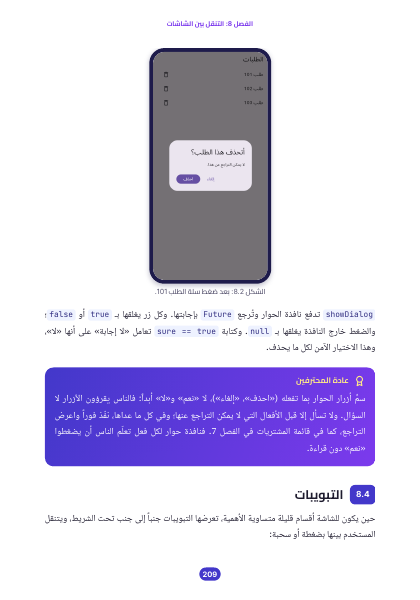 الفصل 8: التنقل بين الشاشات
الطلبات
طلب 101
طلب 102
طلب 103
أتحذف هذا الطلب؟
لا يمكن التراجع عن هذا.
إلغاء
احذف
الشكل 8.2: بعد ضغط سلة الطلب 101.
showDialog تدفع نافذة الحوار وتُرجع Future بإجابتها. وكل زر يغلقها بـ true أو false؛
والضغط خارج النافذة يغلقها بـ null. وكتابة sure == true تعامل «لا إجابة» على أنها «لا»،
وهذا الاختيار الآمن لكل ما يحذف.
عادة المحترفين
سمِّ أزرار الحوار بما تفعله («احذف»، «إلغاء»)، لا «نعم» و«لا» أبداً: فالناس يقرؤون الأزرار لا
السؤال. ولا تسأل إلا قبل الأفعال التي لا يمكن التراجع عنها؛ وفي كل ما عداها، نفّذ فوراً واعرض
التراجع، كما في قائمة المشتريات في الفصل 7. فنافذة حوار لكل فعل تعلّم الناس أن يضغطوا
«نعم» دون قراءة.
8.4 التبويبات
حين يكون للشاشة أقسام قليلة متساوية الأهمية، تعرضها التبويبات جنباً إلى جنب تحت الشريط، ويتنقل
المستخدم بينها بضغطة أو سحبة:
209